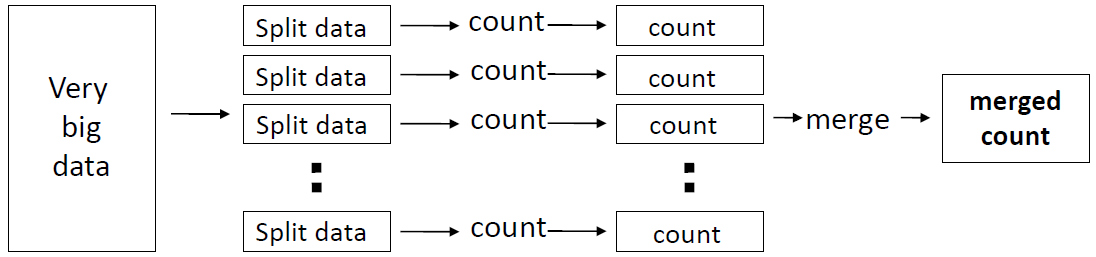 Very
big
data
Split data
count
count
Split data
count
count
Split data
count
count
merge
merged
count
Split data
count
count